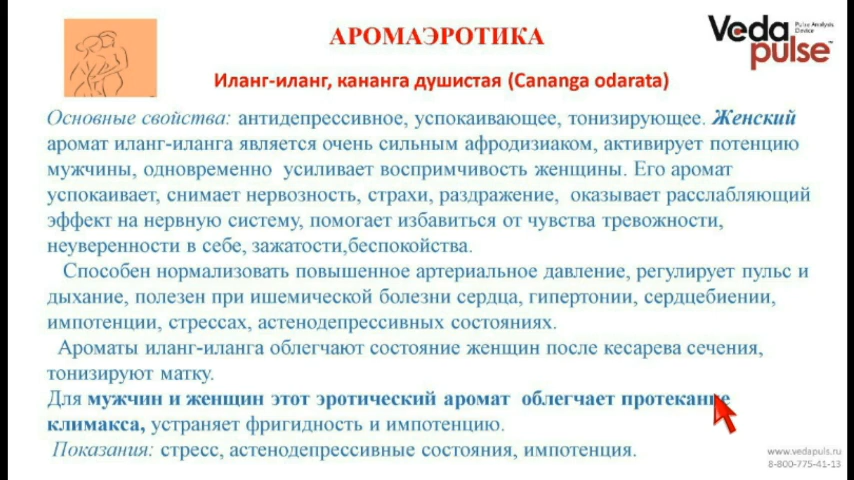 АРОМАЭРОТИКА
Veda Pulse Analysis Device
pulse™
Иланг-иланг, кананга душистая (Cananga odarata)
Основные свойства: антидепрессивное, успокаивающее, тонизирующее. Женский
аромат иланг-иланга является очень сильным афродизиаком, активирует потенцию
мужчины, одновременно усиливает восприимчивость женщины. Его аромат
успокаивает, снимает нервозность, страхи, раздражение, оказывает расслабляющий
эффект на нервную систему, помогает избавиться от чувства тревожности,
неуверенности в себе, зажатости,беспокойства.
Способен нормализовать повышенное артериальное давление, регулирует пульс и
дыхание, полезен при ишемической болезни сердца, гипертонии, сердцебиении,
импотенции, стрессах, астенодепрессивных состояниях.
Ароматы иланг-иланга облегчают состояние женщин после кесарева сечения,
тонизируют матку.
Для мужчин и женщин этот эротический аромат облегчает протекание
климакса, устраняет фригидность и импотенцию.
Показания: стресс, астенодепрессивные состояния, импотенция.
www.vedapuls.ru
8-800-775-41-13